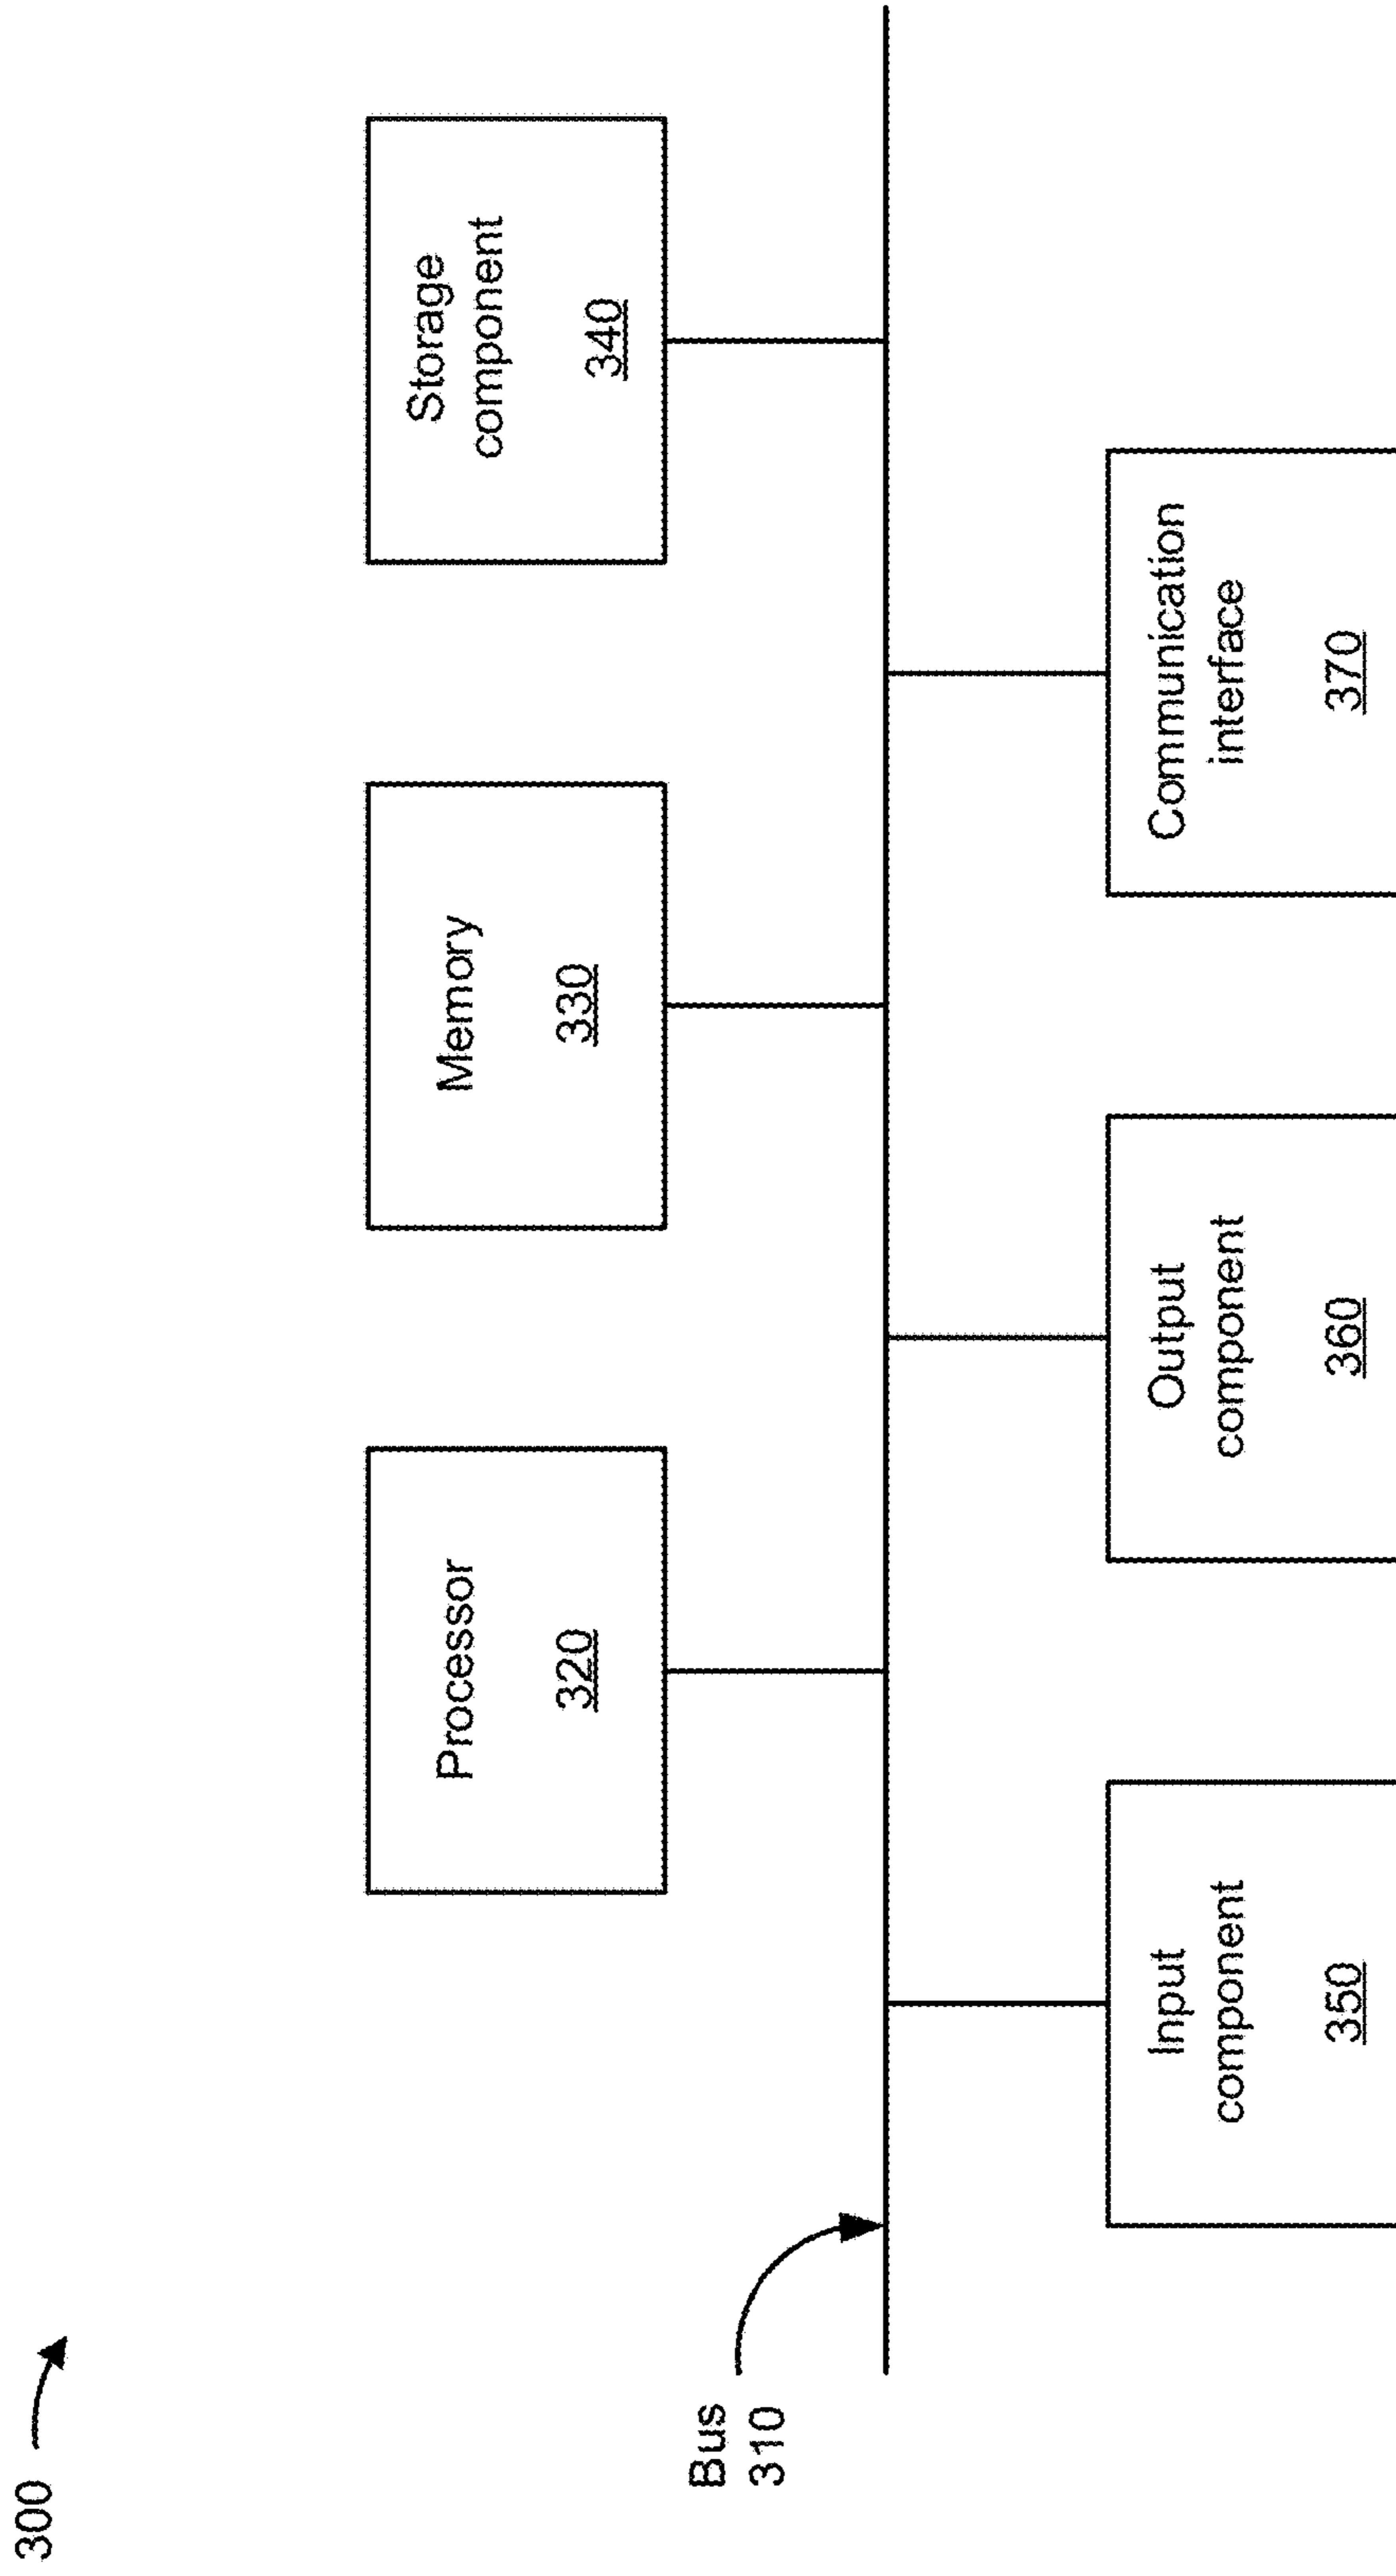 300
Bus
310
Processor
320
Memory
330
Storage
component
340
Input
component
350
Output
component
360
Communication
interface
370